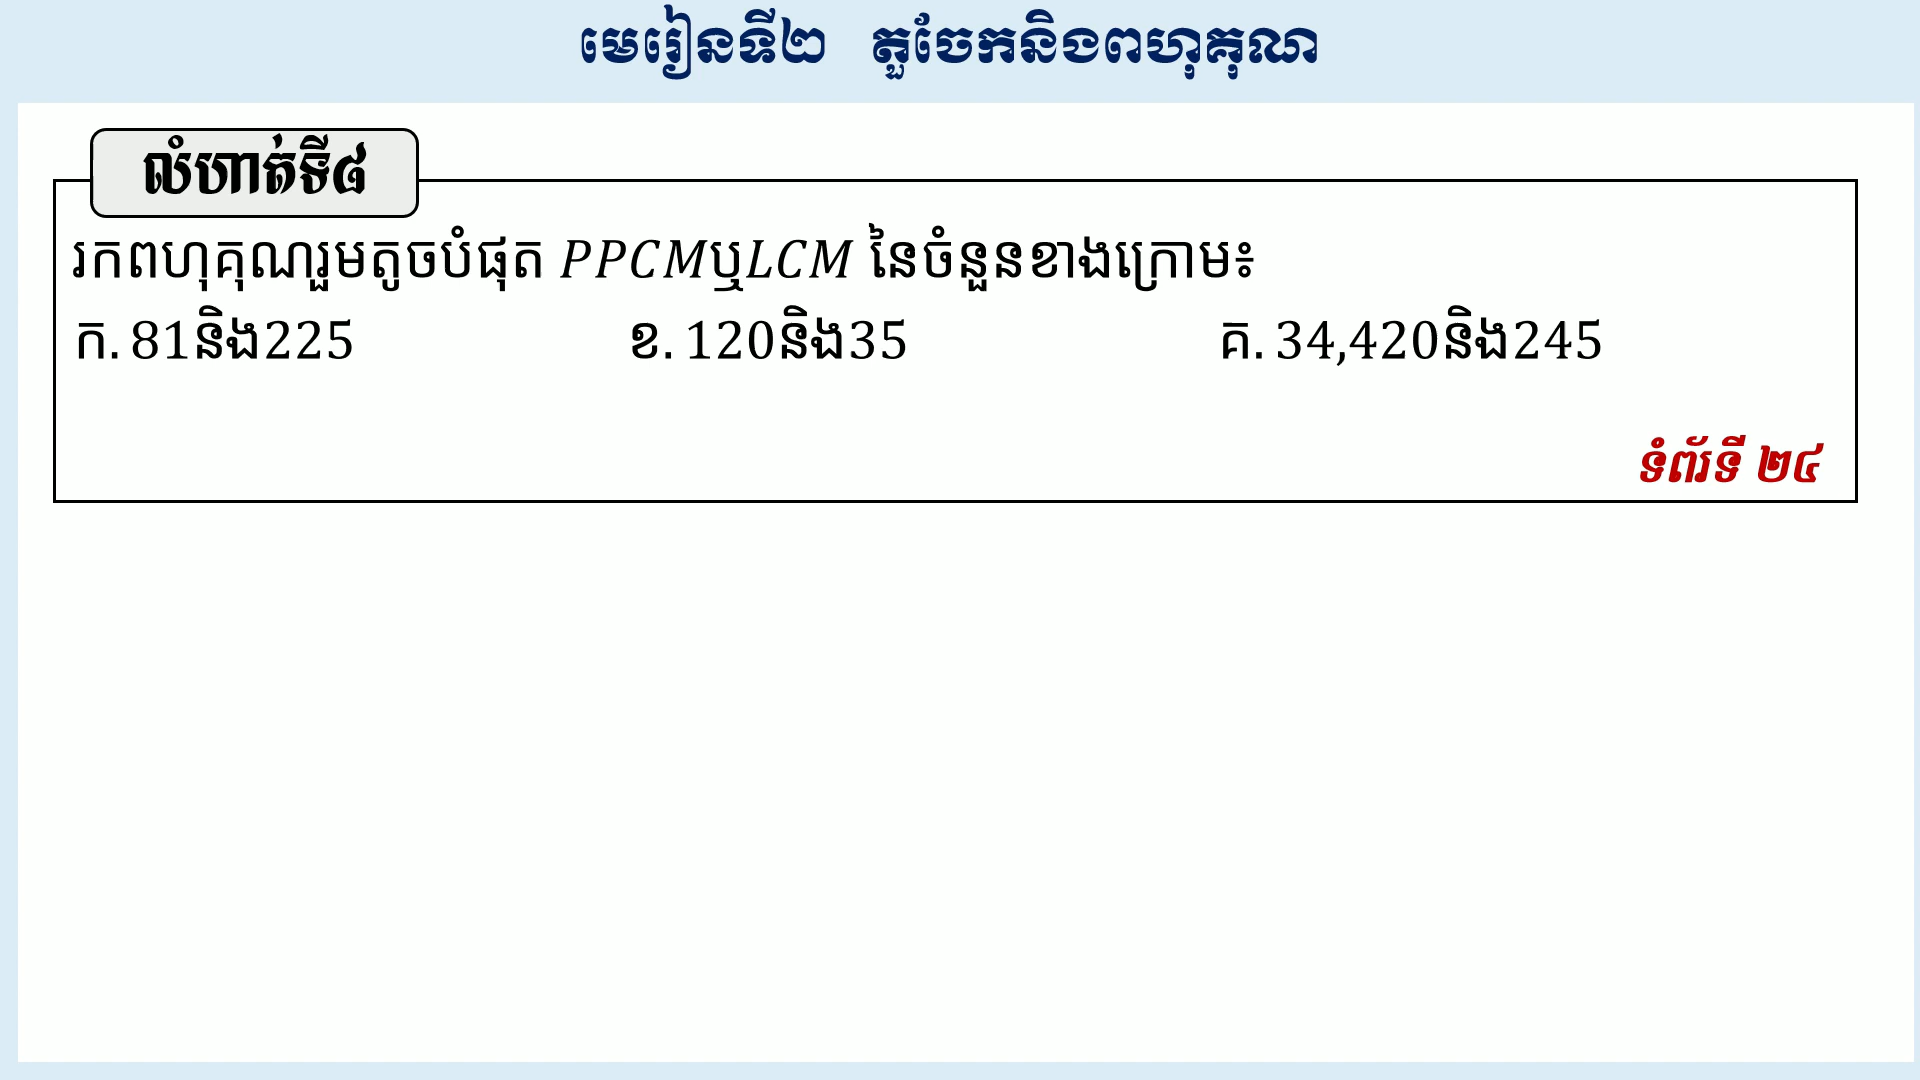 មេរៀនទី២ តួចែកនិងពហុគុណ
លំហាត់ទី៨
រកពហុគុណរួមតូចបំផុត PPCMឬLCM នៃចំនួនខាងក្រោម៖
ក. 81និង225 ខ. 120និង35 គ. 34,420និង245
ទំព័រទី ២៤